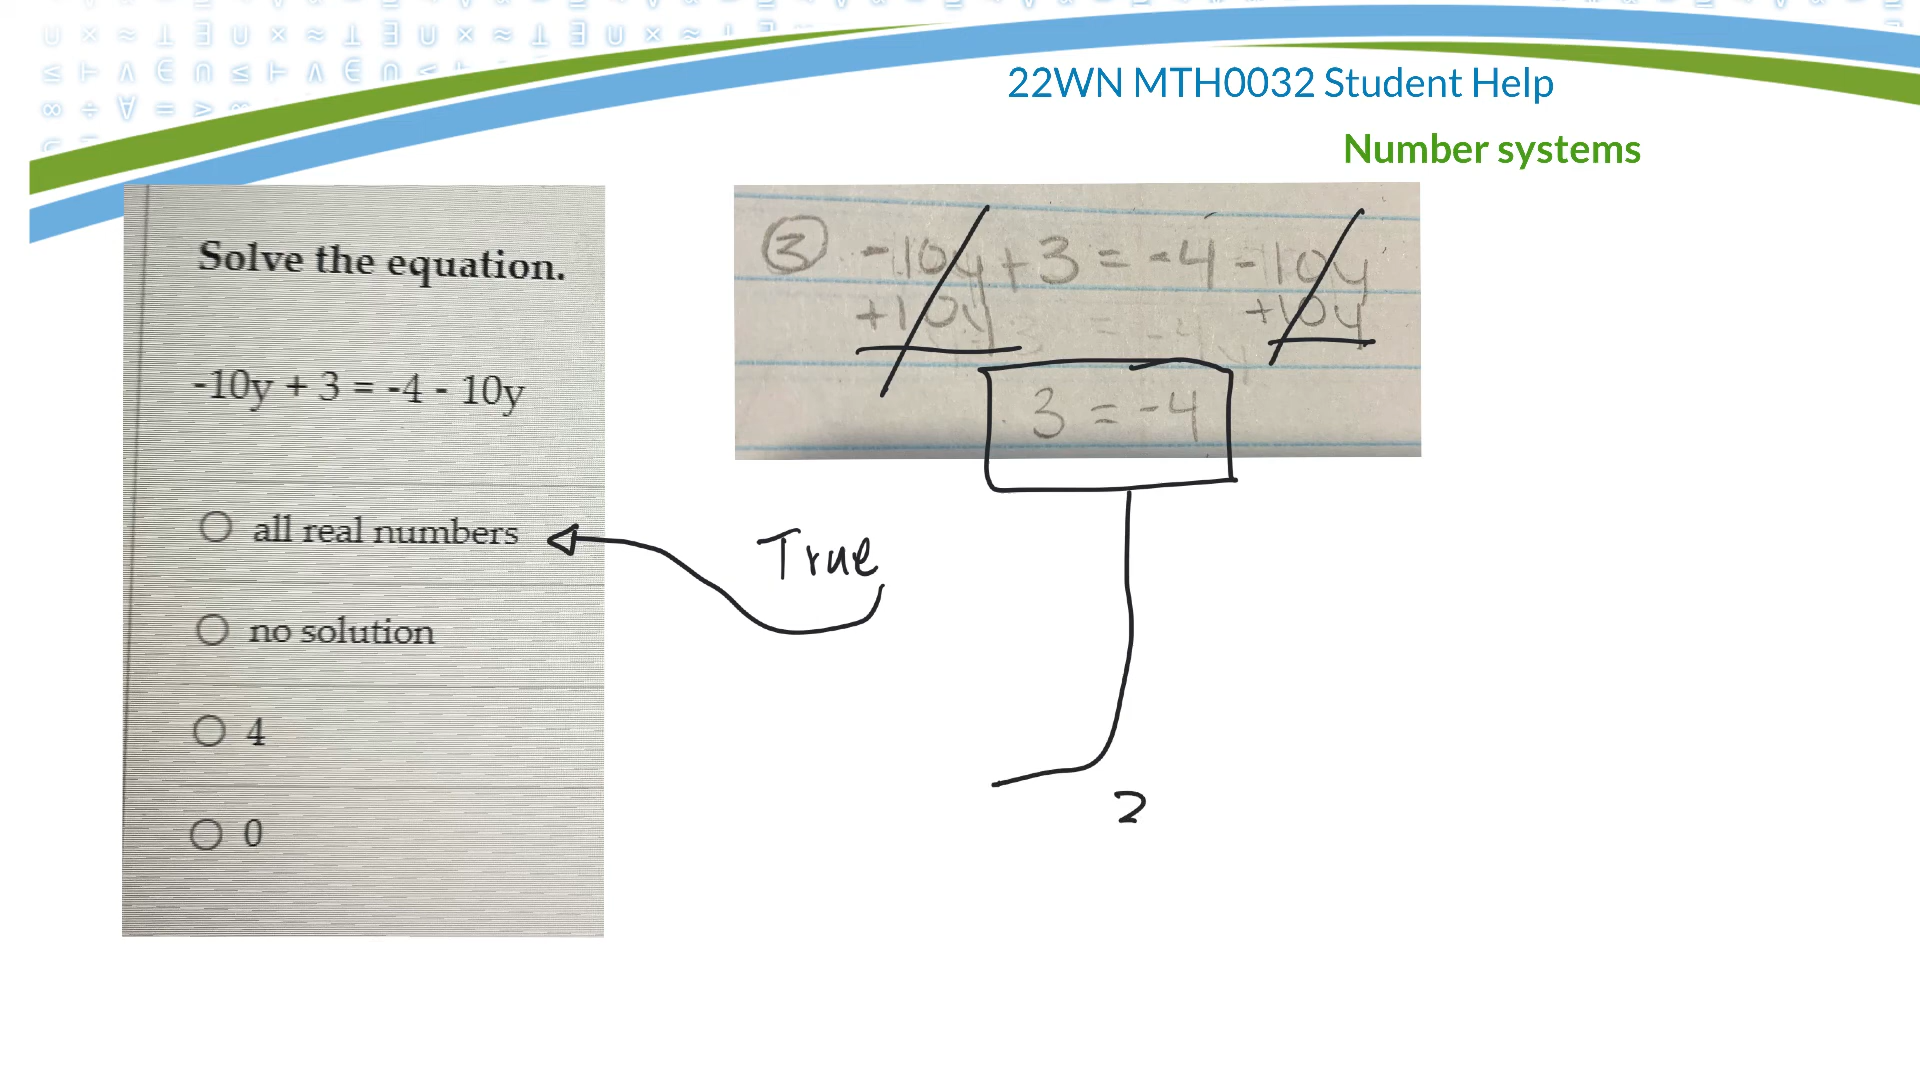 22WN MTH0032 Student Help
Number systems
Solve the equation.
-10y + 3 = -4 - 10y
all real numbers
no solution
4
0
3 -10y + 3 = -4 - 10y
+10y +10y
3 = -4
True
2